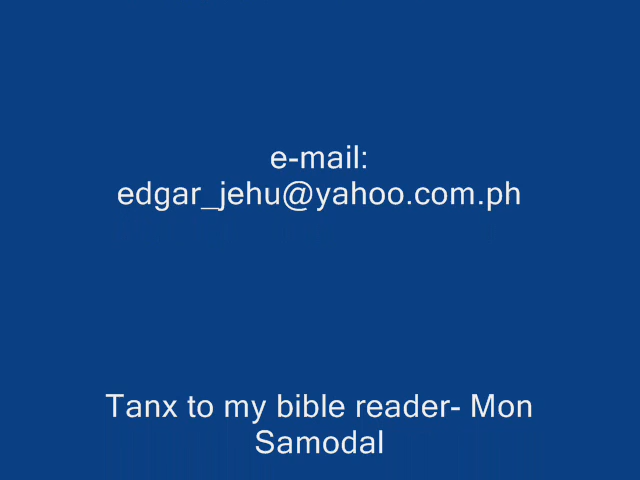 e-mail:
edgar_jehu@yahoo.com.ph
Tanx to my bible reader- Mon
Samodal